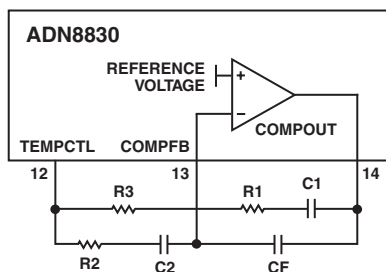 ADN8830
REFERENCE
VOLTAGE
+
−
COMPOUT
TEMPCTL
COMPFB
12
13
14
R3
R1
C1
R2
C2
CF